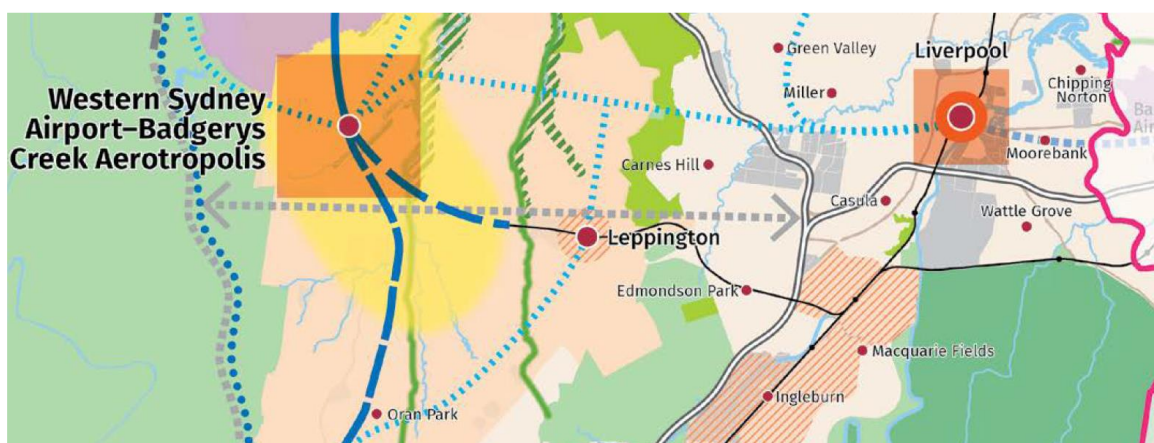 Green Valley
Liverpool
Chipping
Norton
Miller
Western Sydney
Airport–Badgerys
Creek Aerotropolis
Moorebank
Carnes Hill
Casula
Wattle Grove
Leppington
Edmondson Park
Macquarie Fields
Ingleburn
Oran Park